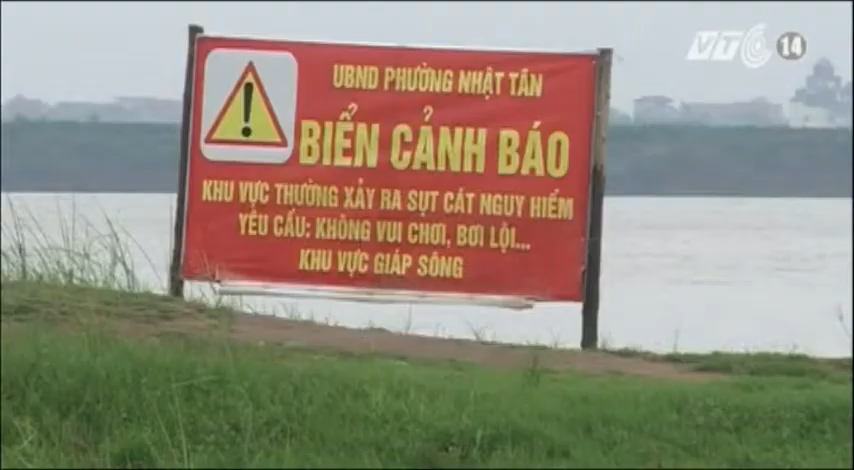 VTC 14
UBND PHƯỜNG NHẬT TÂN
BIỂN CẢNH BÁO
KHU VỰC THƯỜNG XẢY RA SỤT CÁT NGUY HIỂM
YÊU CẦU: KHÔNG VUI CHƠI, BƠI LỘI...
KHU VỰC GIÁP SÔNG